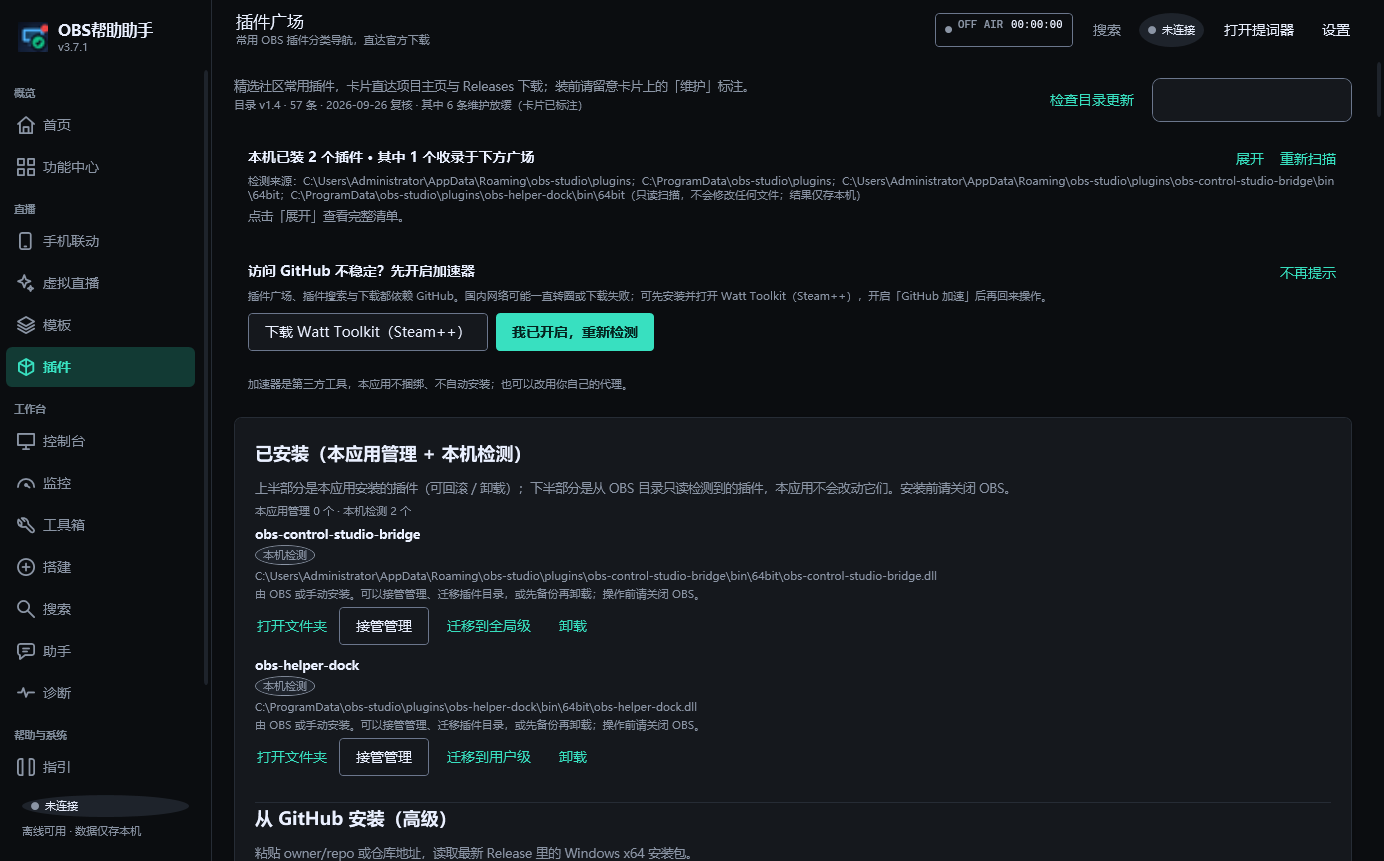 OBS帮助助手
v3.7.1
概览
首页
功能中心
直播
手机联动
虚拟直播
模板
插件
工作台
控制台
监控
工具箱
搭建
搜索
助手
诊断
帮助与系统
指引
未连接
离线可用 · 数据仅存本机
插件广场
常用 OBS 插件分类导航，直达官方下载
OFF AIR 00:00:00
搜索
未连接
打开提词器
设置
精选社区常用插件，卡片直达项目主页与 Releases 下载；装前请留意卡片上的「维护」标注。
目录 v1.4 · 57 条 · 2026-09-26 复核 · 其中 6 条维护放缓（卡片已标注）
检查目录更新
本机已装 2 个插件 • 其中 1 个收录于下方广场
展开
重新扫描
检测来源：C:\Users\Administrator\AppData\Roaming\obs-studio\plugins；C:\ProgramData\obs-studio\plugins；C:\Users\Administrator\AppData\Roaming\obs-studio\plugins\obs-control-studio-bridge\bin
\64bit；C:\ProgramData\obs-studio\plugins\obs-helper-dock\bin\64bit（只读扫描，不会修改任何文件；结果仅存本机）
点击「展开」查看完整清单。
访问 GitHub 不稳定？先开启加速器
不再提示
插件广场、插件搜索与下载都依赖 GitHub。国内网络可能一直转圈或下载失败；可先安装并打开 Watt Toolkit（Steam++），开启「GitHub 加速」后再回来操作。
下载 Watt Toolkit（Steam++）
我已开启，重新检测
加速器是第三方工具，本应用不捆绑、不自动安装；也可以改用你自己的代理。
已安装（本应用管理 + 本机检测）
上半部分是本应用安装的插件（可回滚 / 卸载）；下半部分是从 OBS 目录只读检测到的插件，本应用不会改动它们。安装前请关闭 OBS。
本应用管理 0 个 · 本机检测 2 个
obs-control-studio-bridge
本机检测
C:\Users\Administrator\AppData\Roaming\obs-studio\plugins\obs-control-studio-bridge\bin\64bit\obs-control-studio-bridge.dll
由 OBS 或手动安装。可以接管管理、迁移插件目录，或先备份再卸载；操作前请关闭 OBS。
打开文件夹
接管管理
迁移到全局级
卸载
obs-helper-dock
本机检测
C:\ProgramData\obs-studio\plugins\obs-helper-dock\bin\64bit\obs-helper-dock.dll
由 OBS 或手动安装。可以接管管理、迁移插件目录，或先备份再卸载；操作前请关闭 OBS。
打开文件夹
接管管理
迁移到用户级
卸载
从 GitHub 安装（高级）
粘贴 owner/repo 或仓库地址，读取最新 Release 里的 Windows x64 安装包。